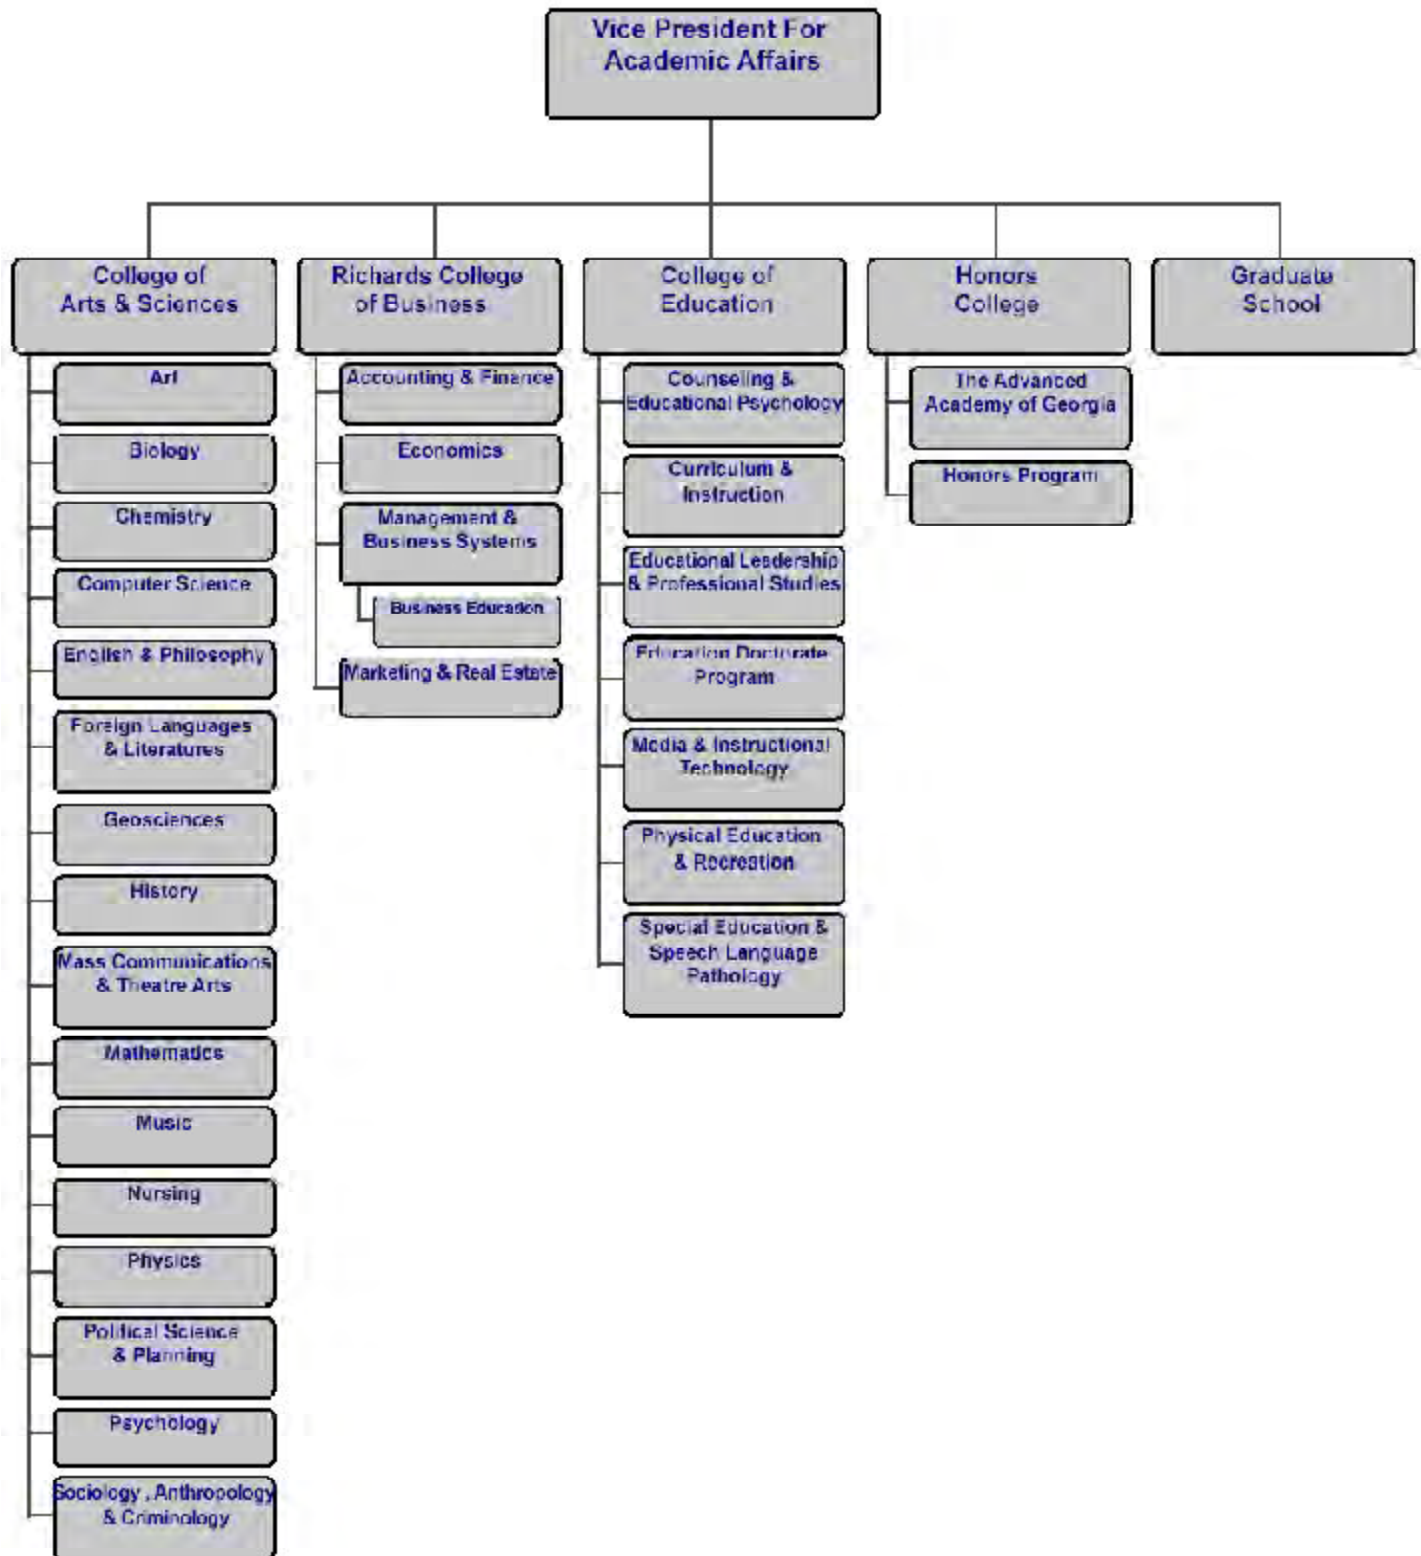 Vice President For
Academic Affairs
College of
Arts & Sciences
Art
Biology
Chemistry
Computer Science
English & Philosophy
Foreign Languages
& Literatures
Geosciences
History
Mass Communications
& Theatre Arts
Mathematics
Music
Nursing
Physics
Political Science
& Planning
Psychology
Sociology , Anthropology
& Criminology
Richards College
of Business
Accounting & Finance
Economics
Management &
Business Systems
Business Education
Marketing & Real Estate
College of
Education
Counseling &
Educational Psychology
Curriculum &
Instruction
Educational Leadership
& Professional Studies
Education Doctorate
Program
Media & Instructional
Technology
Physical Education
& Recreation
Special Education &
Speech Language
Pathology
Honors
College
The Advanced
Academy of Georgia
Honors Program
Graduate
School